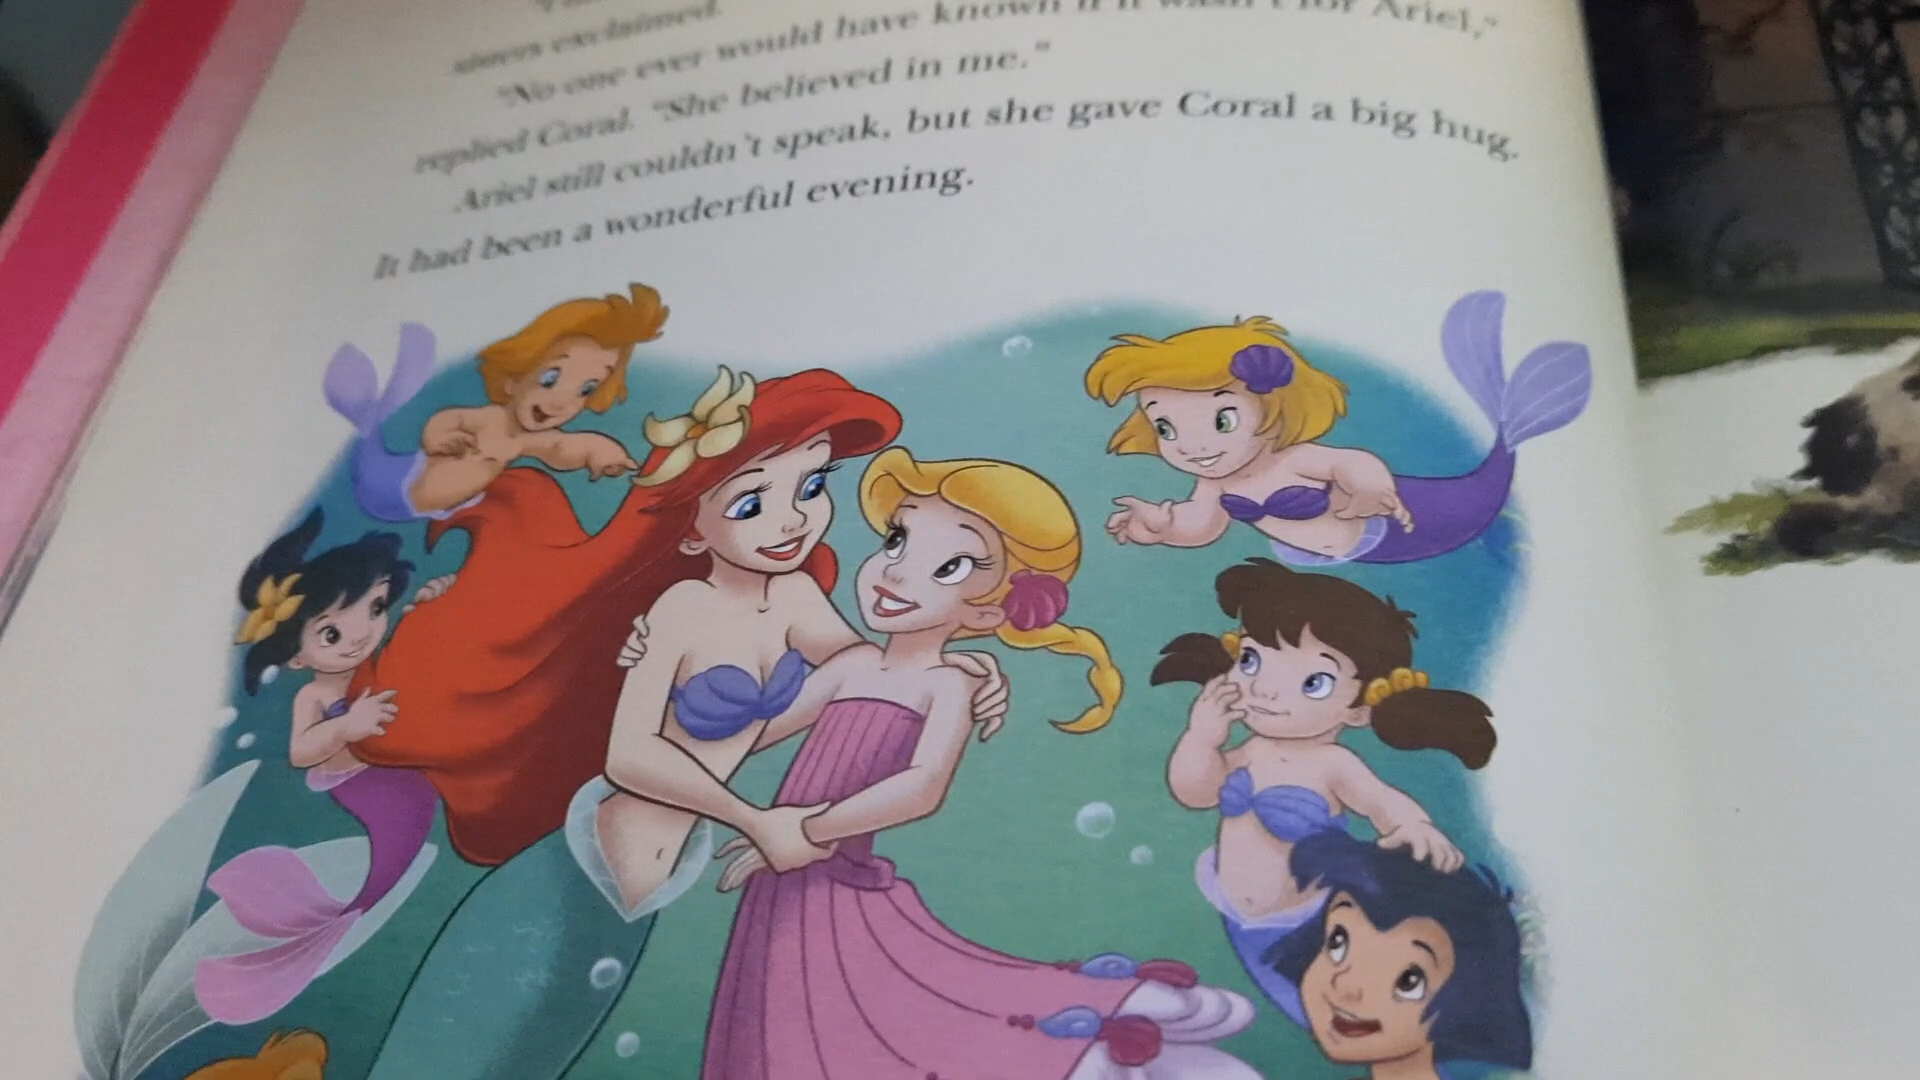 sisters exclaimed.
"No one ever would have known if it wasn't for Ariel,"
replied Coral. "She believed in me."
Ariel still couldn't speak, but she gave Coral a big hug.
It had been a wonderful evening.